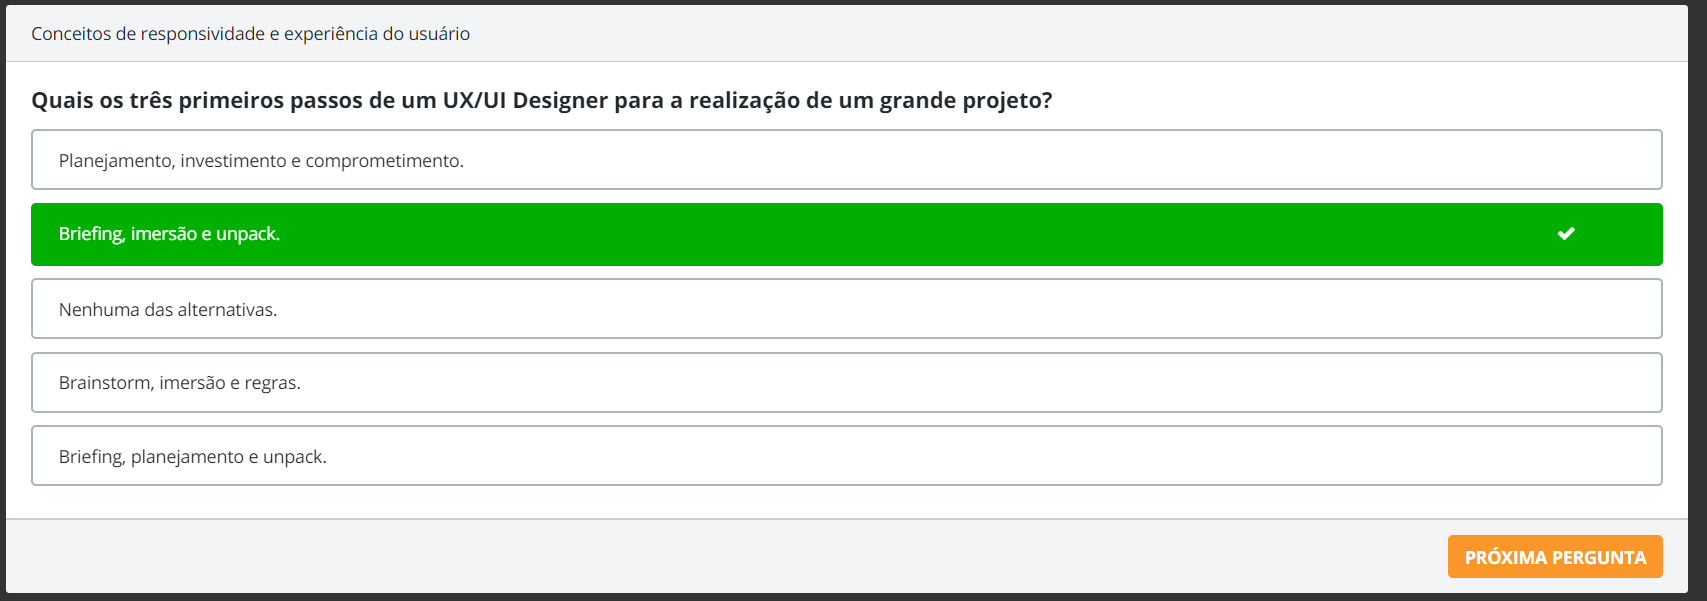 Conceitos de responsividade e experiência do usuário
Quais os três primeiros passos de um UX/UI Designer para a realização de um grande projeto?
Planejamento, investimento e comprometimento.
Briefing, imersão e unpack.
Nenhuma das alternativas.
Brainstorm, imersão e regras.
Briefing, planejamento e unpack.
PRÓXIMA PERGUNTA